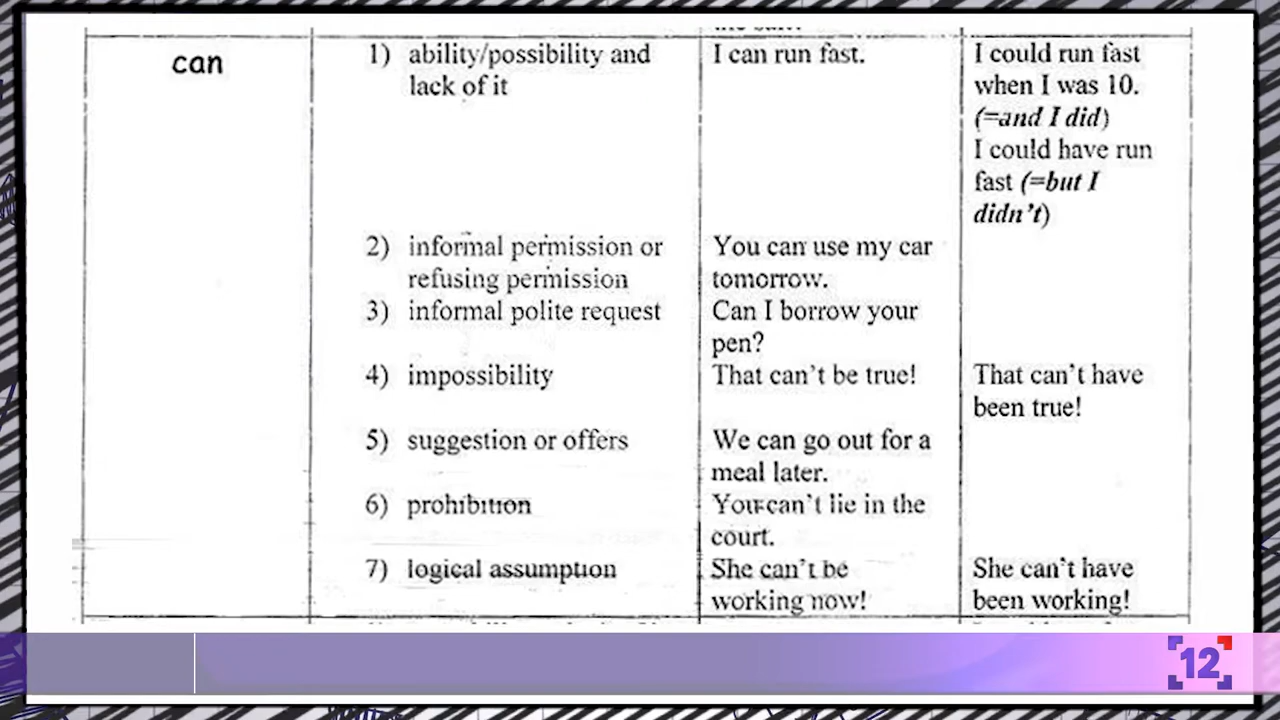 can
1) ability/possibility and
lack of it
I can run fast.
I could run fast
when I was 10.
(=and I did)
I could have run
fast (=but I
didn't)
2) informal permission or
refusing permission
You can use my car
tomorrow.
3) informal polite request
Can I borrow your
pen?
4) impossibility
That can't be true!
That can't have
been true!
5) suggestion or offers
We can go out for a
meal later.
6) prohibition
You can't lie in the
court.
7) logical assumption
She can't be
working now!
She can't have
been working!
12